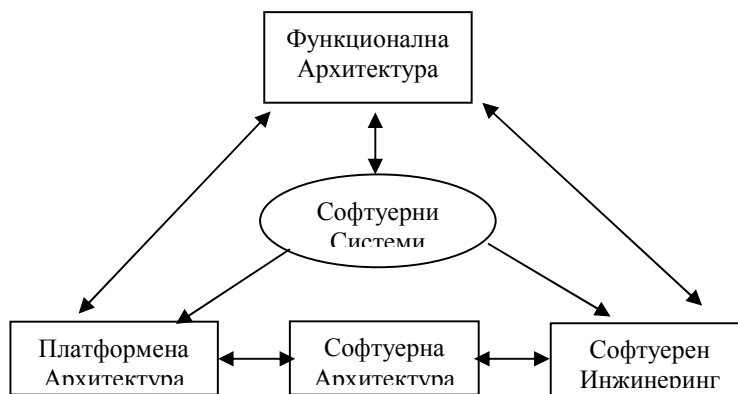 Функционална
Архитектура
Софтуерни
Системи
Платформена
Архитектура
Софтуерна
Архитектура
Софтуерен
Инжинеринг